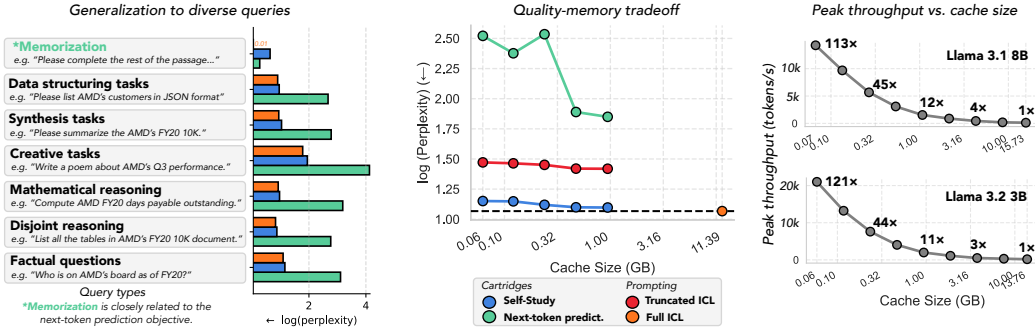 Generalization to diverse queries
*Memorization
e.g. “Please complete the rest of the passage...”
0.01
Data structuring tasks
e.g. “Please list AMD’s customers in JSON format”
Synthesis tasks
e.g. “Please summarize the AMD’s FY20 10K.”
Creative tasks
e.g. “Write a poem about AMD’s Q3 performance.”
Mathematical reasoning
e.g. “Compute AMD FY20 days payable outstanding.”
Disjoint reasoning
e.g. “List all the tables in AMD’s FY20 10K document.”
Factual questions
e.g. “Who is on AMD’s board as of FY20?”
Query types
*Memorization is closely related to the
next-token prediction objective.
2 4
← log(perplexity)
Quality-memory tradeoff
log (Perplexity) (←)
2.50
2.25
2.00
1.75
1.50
1.25
1.00
0.06 0.10 0.32 1.00 3.16 11.39
Cache Size (GB)
Cartridges Prompting
Self-Study Truncated ICL
Next-token predict. Full ICL
Peak throughput vs. cache size
Peak throughput (tokens/s)
Llama 3.1 8B
113×
45×
12×
4×
1×
10k
5k
0
0.07 0.10 0.32 1.00 3.16 10.00 15.73
Llama 3.2 3B
121×
44×
11×
3×
1×
20k
10k
0
0.06 0.10 0.32 1.00 3.16 10.00 13.76
Cache Size (GB)